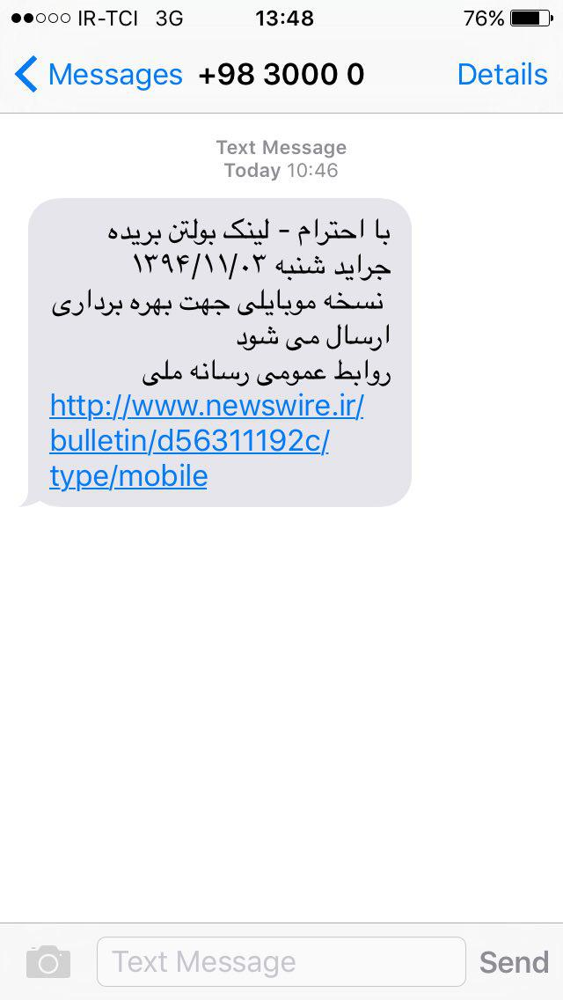 IR-TCI 3G 13:48 76%
Messages +98 3000 0 Details
Text Message
Today 10:46
با احترام - لینک بولتن بریده
جراید شنبه ۱۳۹۴/۱۱/۰۳
نسخه موبایلی جهت بهره برداری
ارسال می شود
روابط عمومی رسانه ملی
http://www.newswire.ir/
bulletin/d56311192c/
type/mobile
Text Message Send